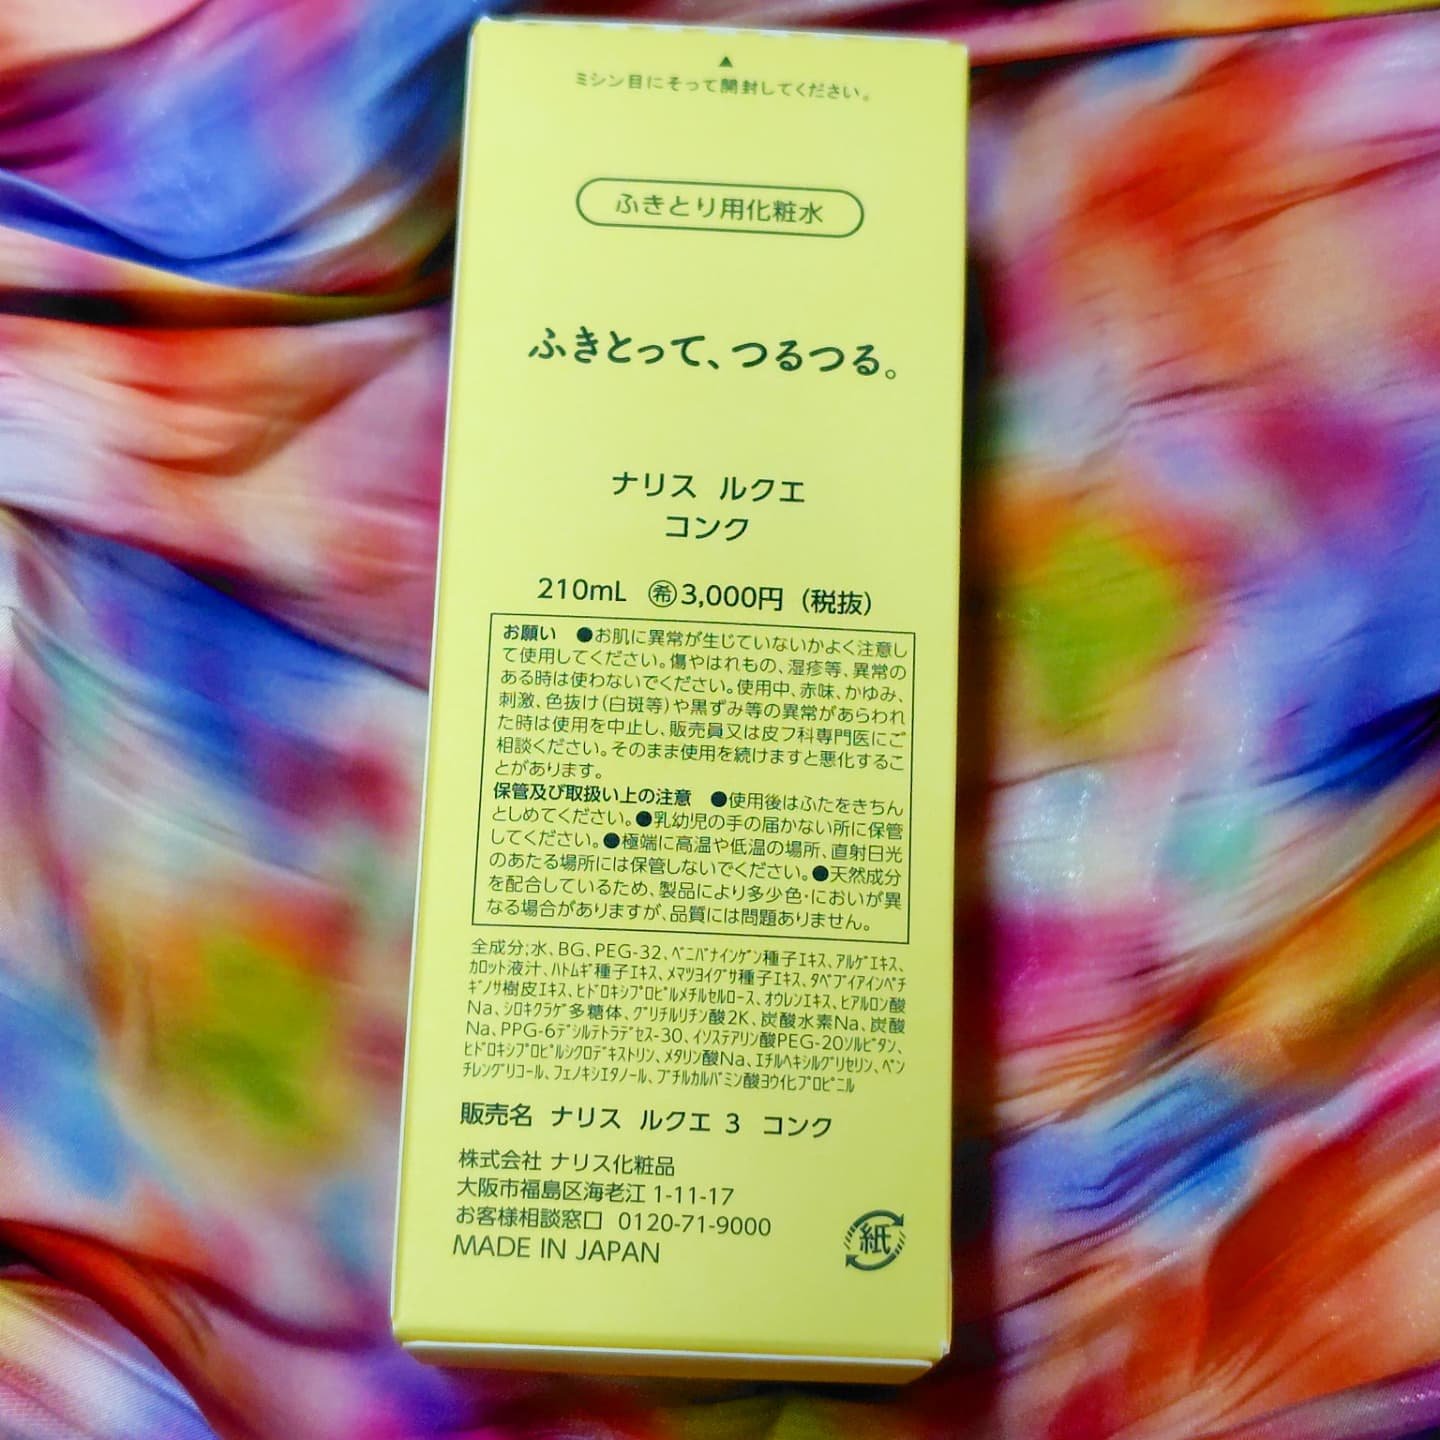 ▲
ミシン目にそって開封してください。
ふきとり用化粧水
ふきとって、つるつる。
ナリス ルクエ
コンク
210mL ㊮3,000円（税抜）
お願い ●お肌に異常が生じていないかよく注意し
て使用してください。傷やはれもの、湿疹等、異常の
ある時は使わないでください。使用中、赤味、かゆみ、
刺激、色抜け(白斑等)や黒ずみ等の異常があらわれ
た時は使用を中止し、販売員又は皮フ科専門医にご
相談ください。そのまま使用を続けますと悪化するこ
とがあります。
保管及び取扱い上の注意 ●使用後はふたをきちん
としめてください。●乳幼児の手の届かない所に保管
してください。●極端に高温や低温の場所、直射日光
のあたる場所には保管しないでください。●天然成分
を配合しているため、製品により多少色・においが異
なる場合がありますが、品質には問題ありません。
全成分:水、BG、PEG-32、ベニバナインゲン種子エキス、アルゲエキス、
カロット液汁、ハトムギ種子エキス、メマツヨイグサ種子エキス、タベブイアインペチ
ギノサ樹皮エキス、ヒドロキシプロピルメチルセルロース、オウレンエキス、ヒアルロン酸
Na、シロキクラゲ多糖体、グリチルリチン酸2K、炭酸水素Na、炭酸
Na、PPG-6デシルテトラデセス-30、イソステアリン酸PEG-20ソルビタン、
ヒドロキシプロピルシクロデキストリン、メタリン酸Na、エチルヘキシルグリセリン、ペン
チレングリコール、フェノキシエタノール、ブチルカルバミン酸ヨウ化プロピニル
販売名 ナリス ルクエ 3 コンク
株式会社 ナリス化粧品
大阪市福島区海老江 1-11-17
お客様相談窓口 0120-71-9000
MADE IN JAPAN
紙